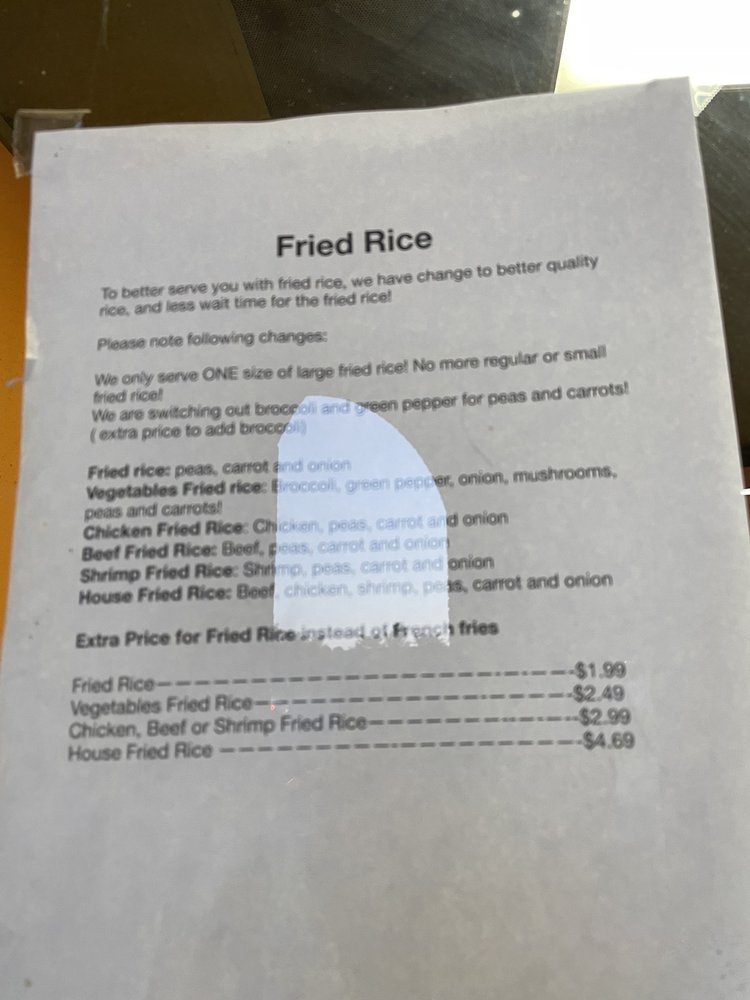 Fried Rice
To better serve you with fried rice, we have change to better quality
rice, and less wait time for the fried rice!
Please note following changes:
We only serve ONE size of large fried rice! No more regular or small
fried rice!
We are switching out broccoli and green pepper for peas and carrots!
( extra price to add broccoli)
Fried rice: peas, carrot and onion
Vegetables Fried rice: Broccoli, green pepper, onion, mushrooms,
peas and carrots!
Chicken Fried Rice: Chicken, peas, carrot and onion
Beef Fried Rice: Beef, peas, carrot and onion
Shrimp Fried Rice: Shrimp, peas, carrot and onion
House Fried Rice: Beef, chicken, shrimp, peas, carrot and onion
Extra Price for Fried Rice instead of French fries
Fried Rice—————————————————-$1.99
Vegetables Fried Rice————————————-$2.49
Chicken, Beef or Shrimp Fried Rice————————-$2.99
House Fried Rice ———————————————-$4.69